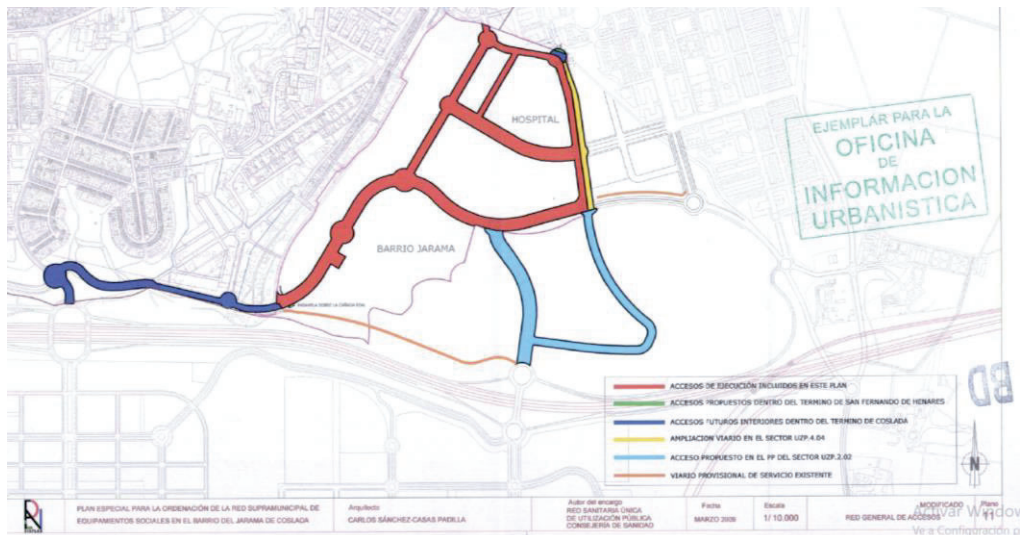 HOSPITAL
BARRIO JARAMA
EJEMPLAR PARA LA
OFICINA
DE
INFORMACION
URBANISTICA
ACCESOS DE EJECUCIÓN INCLUIDOS EN ESTE PLAN
ACCESOS PROPUESTOS DENTRO DEL TERMINO DE SAN FERNANDO DE HENARES
ACCESOS FUTUROS INTERIORES DENTRO DEL TERMINO DE COSLADA
AMPLIACION VIARIO EN EL SECTOR UZP.4.04
ACCESO PROPUESTO EN EL PP DEL SECTOR UZP.2.02
VIARIO PROVISIONAL DE SERVICIO EXISTENTE
BD
N
PLAN ESPECIAL PARA LA ORDENACIÓN DE LA RED SUPRAMUNICIPAL DE
EQUIPAMIENTOS SOCIALES EN EL BARRIO DEL JARAMA DE COSLADA
Arquitecto
CARLOS SÁNCHEZ-CASAS PADILLA
Autor del encargo
RED SANITARIA ÚNICA
DE UTILIZACIÓN PÚBLICA
CONSEJERÍA DE SANIDAD
Fecha
Escala
1/ 10.000
MODIFICADO
RED GENERAL DE ACCESOS
Plano
11
Activar Window
Ve a Configuración p